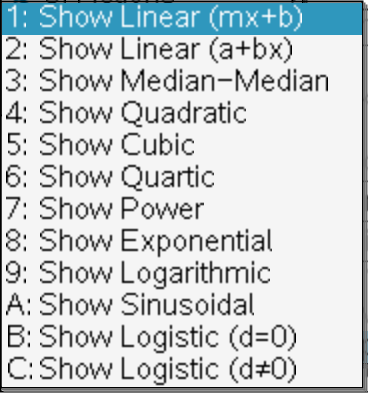 1: Show Linear (mx+b)
2: Show Linear (a+bx)
3: Show Median−Median
4: Show Quadratic
5: Show Cubic
6: Show Quartic
7: Show Power
8: Show Exponential
9: Show Logarithmic
A: Show Sinusoidal
B: Show Logistic (d=0)
C: Show Logistic (d≠0)